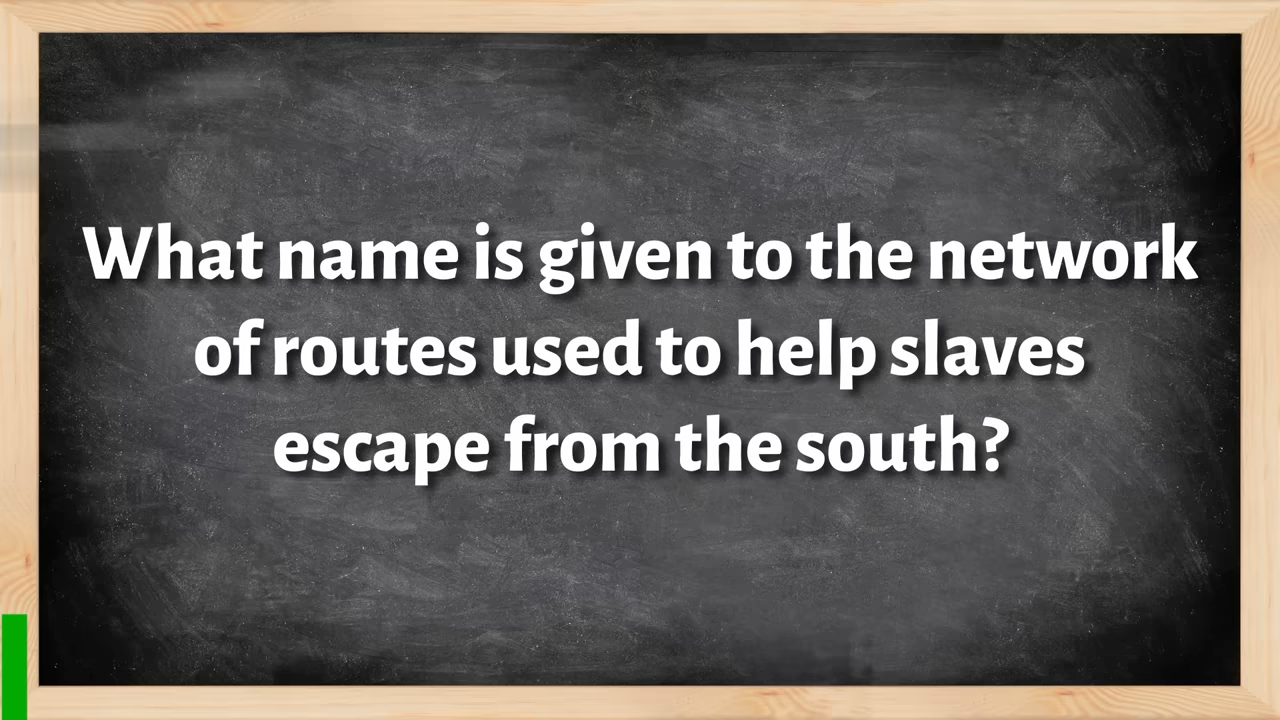 What name is given to the network
of routes used to help slaves
escape from the south?